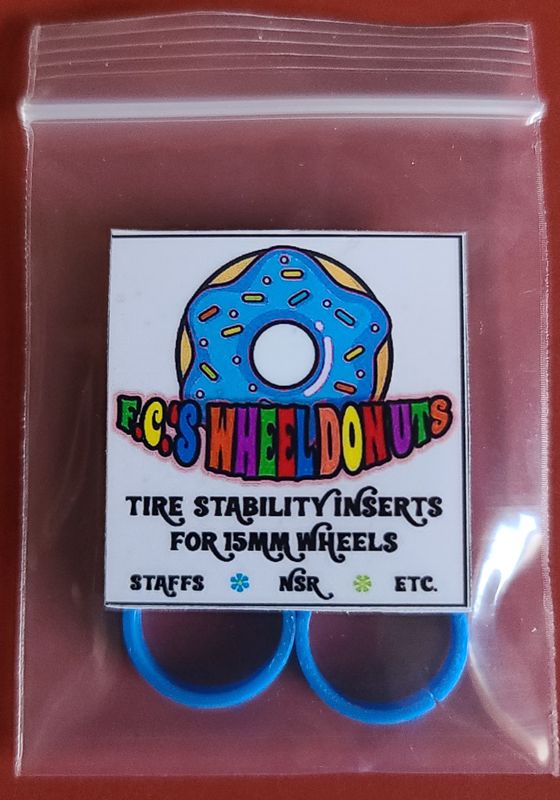 F.C.'S WHEEL DONUTS
TIRE STABILITY INSERTS
FOR 15MM WHEELS
STAFFS NSR ETC.